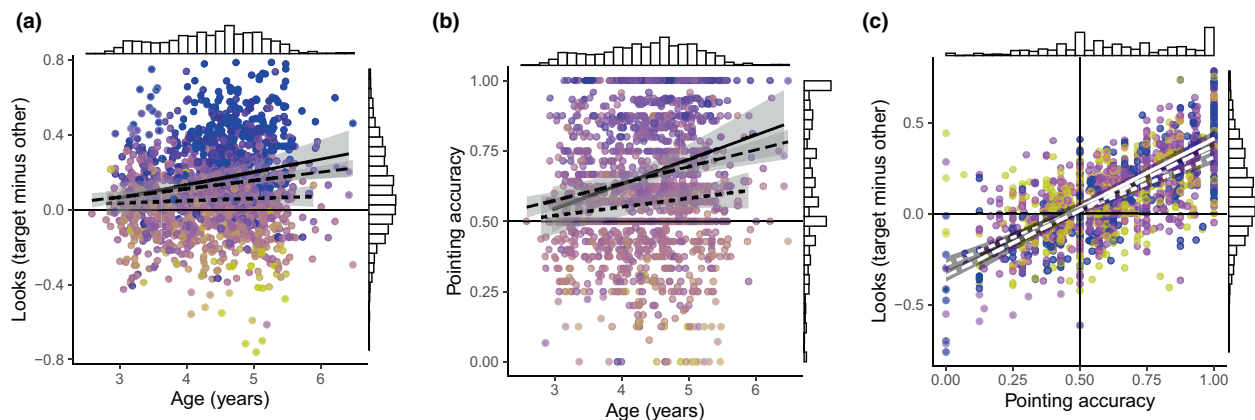 (a)
Looks (target minus other)
0.8
0.4
0.0
−0.4
−0.8
3 4 5 6
Age (years)
(b)
Pointing accuracy
1.00
0.75
0.50
0.25
0.00
3 4 5 6
Age (years)
(c)
Looks (target minus other)
0.5
0.0
−0.5
0.00 0.25 0.50 0.75 1.00
Pointing accuracy